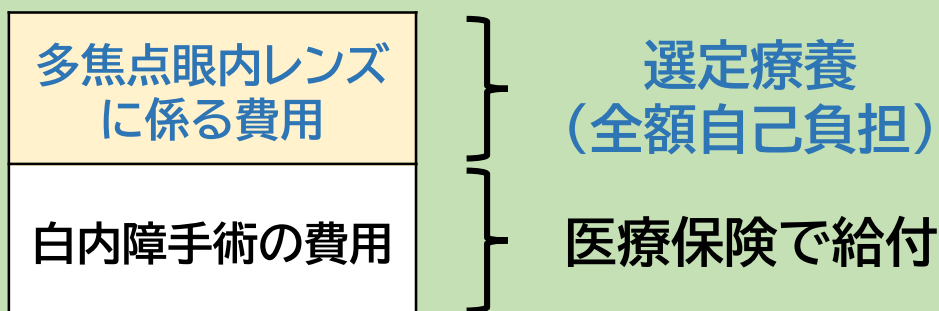 多焦点眼内レンズ
に係る費用
選定療養
（全額自己負担）
白内障手術の費用
医療保険で給付